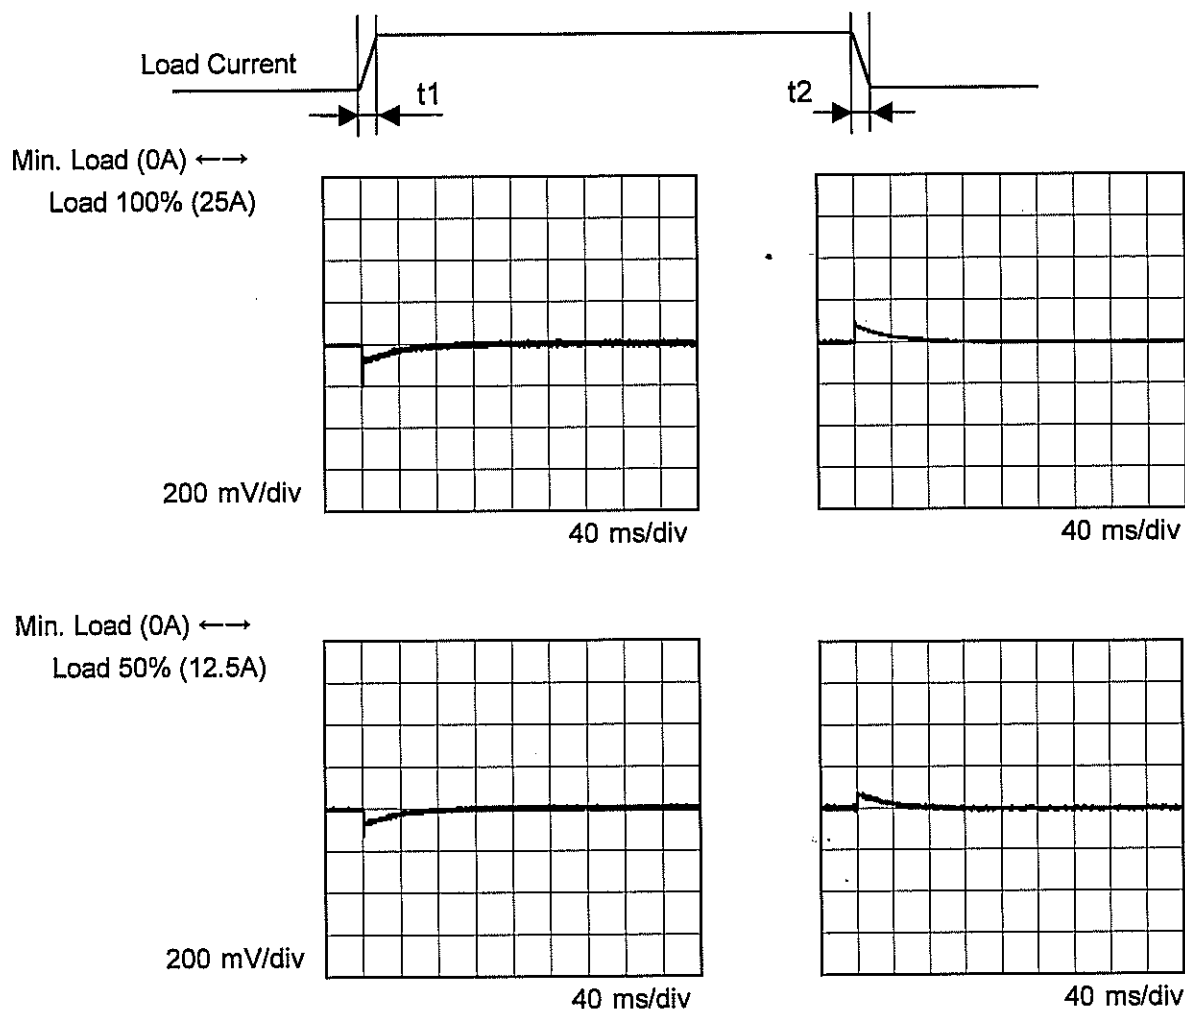 Load Current
t1
t2
Min. Load (0A) ←→
Load 100% (25A)
200 mV/div
40 ms/div
40 ms/div
Min. Load (0A) ←→
Load 50% (12.5A)
200 mV/div
40 ms/div
40 ms/div